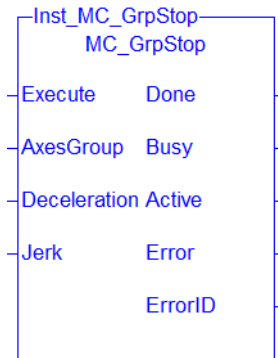 Inst_MC_GrpStop
MC_GrpStop
Execute Done
AxesGroup Busy
Deceleration Active
Jerk Error
ErrorID